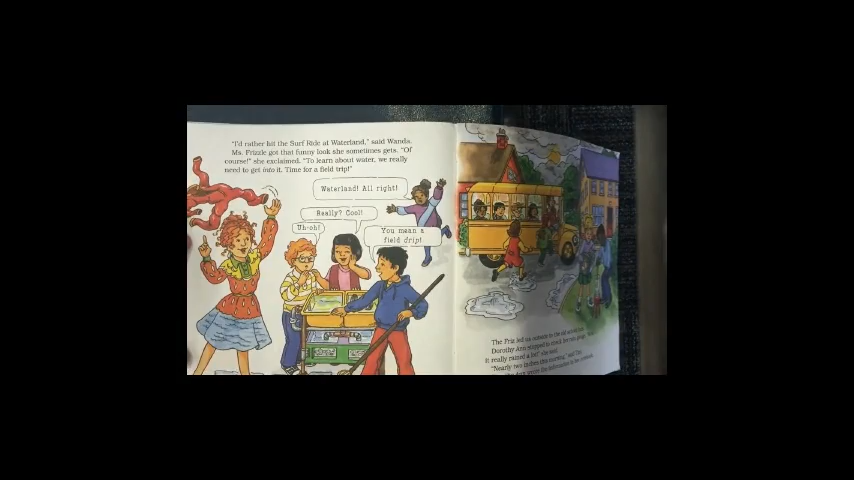 "I'd rather hit the Surf Ride at Waterland," said Wanda.
Ms. Frizzle got that funny look she sometimes gets. "Of
course!" she exclaimed. "To learn about water, we really
need to get into it. Time for a field trip!"
Waterland! All right!
Really? Cool!
Uh-oh!
You mean a
field drip!
The Friz led us outside to the old school bus.
Dorothy Ann stopped to check her rain gauge.
it really rained a lot!" she said.
"Nearly two inches this morning," said